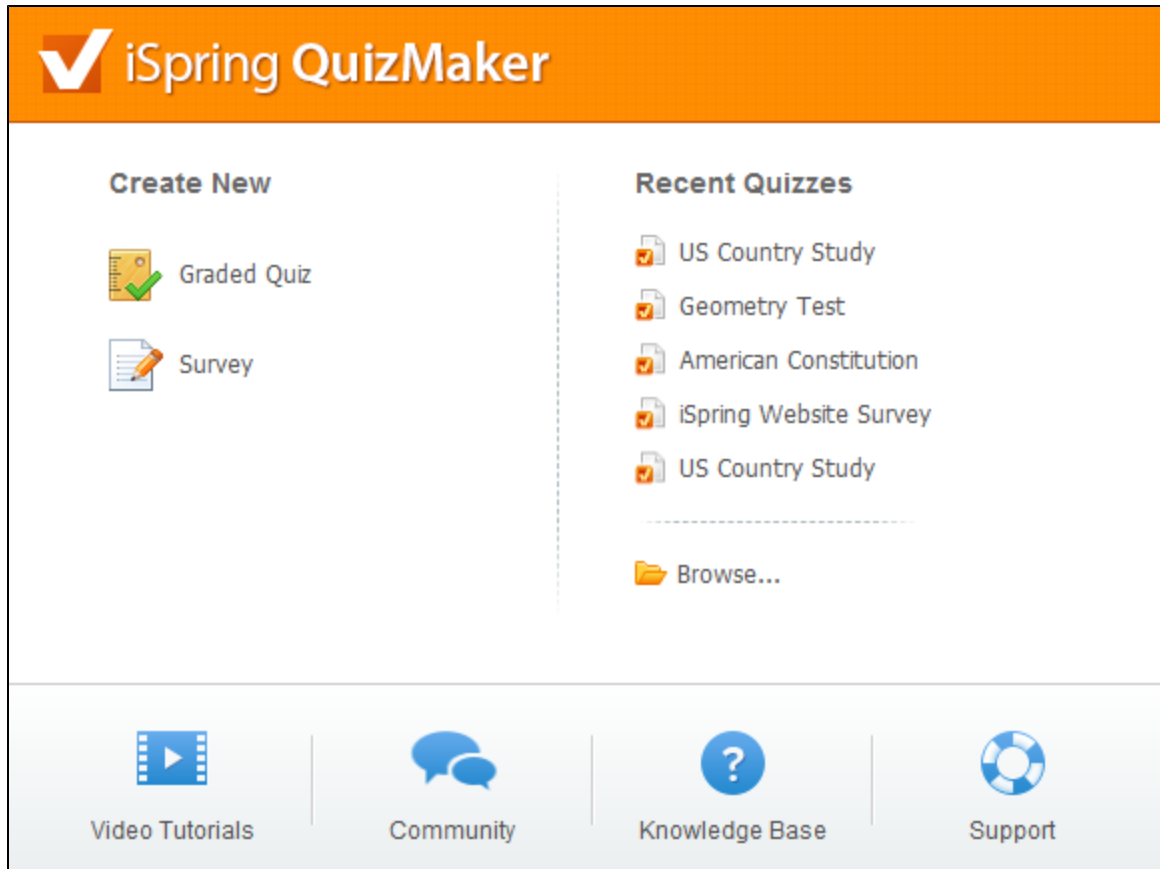 iSpring QuizMaker
Create New
Graded Quiz
Survey
Recent Quizzes
US Country Study
Geometry Test
American Constitution
iSpring Website Survey
US Country Study
Browse...
Video Tutorials
Community
?
Knowledge Base
Support